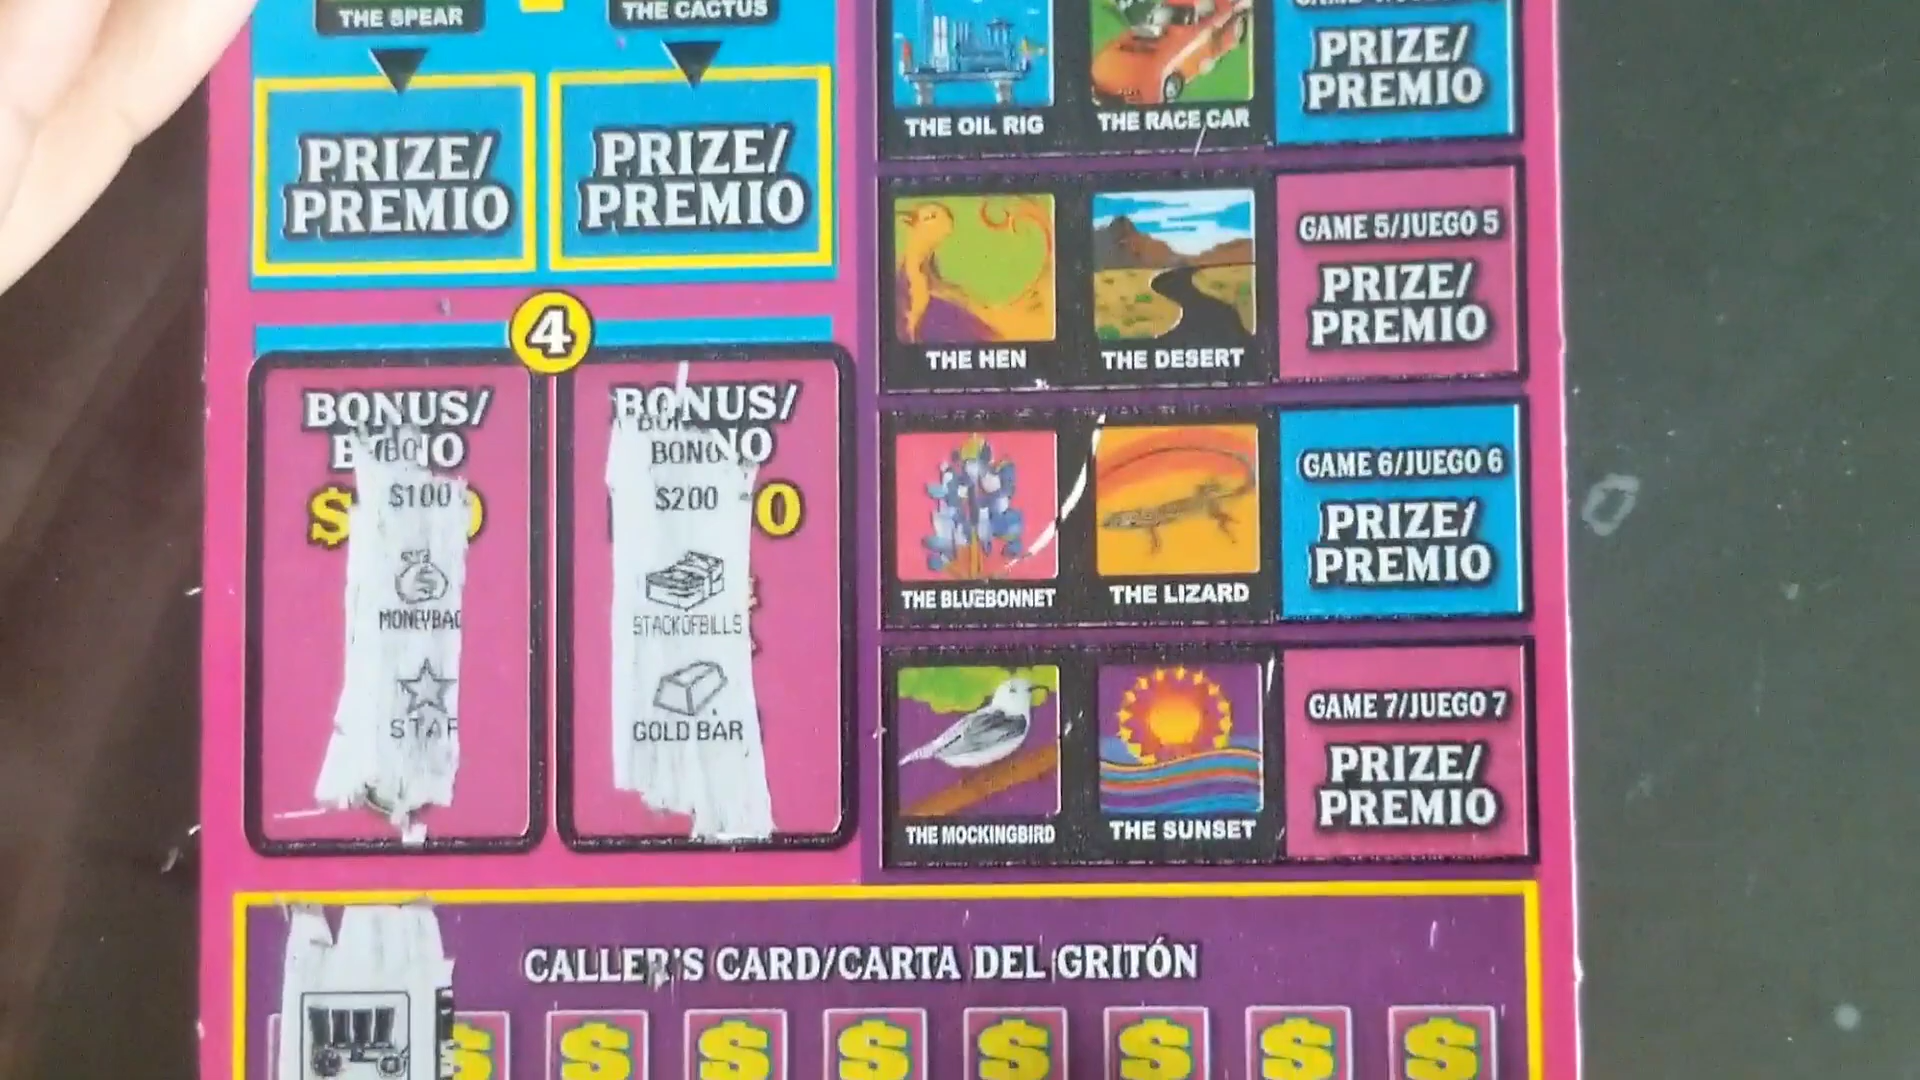 THE SPEAR
THE CACTUS
PRIZE/
PREMIO
PRIZE/
PREMIO
4
BONUS/
BONO
$100
MONEYBAG
STAR
BONUS/
BONO
$200
STACKOFBILLS
GOLD BAR
THE OIL RIG
THE RACE CAR
PRIZE/
PREMIO
THE HEN
THE DESERT
GAME 5/JUEGO 5
PRIZE/
PREMIO
THE BLUEBONNET
THE LIZARD
GAME 6/JUEGO 6
PRIZE/
PREMIO
THE MOCKINGBIRD
THE SUNSET
GAME 7/JUEGO 7
PRIZE/
PREMIO
CALLER'S CARD/CARTA DEL GRITÓN
$ $ $ $ $ $ $ $